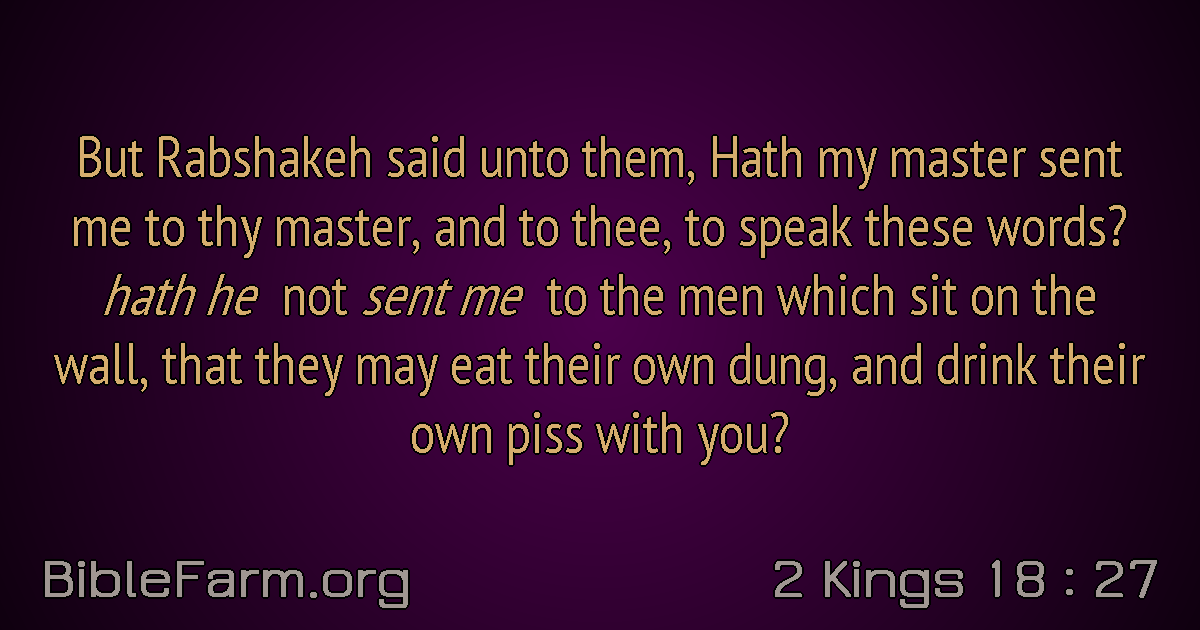 But Rabshakeh said unto them, Hath my master sent
me to thy master, and to thee, to speak these words?
hath he not sent me to the men which sit on the
wall, that they may eat their own dung, and drink their
own piss with you?
BibleFarm.org
2 Kings 18 : 27